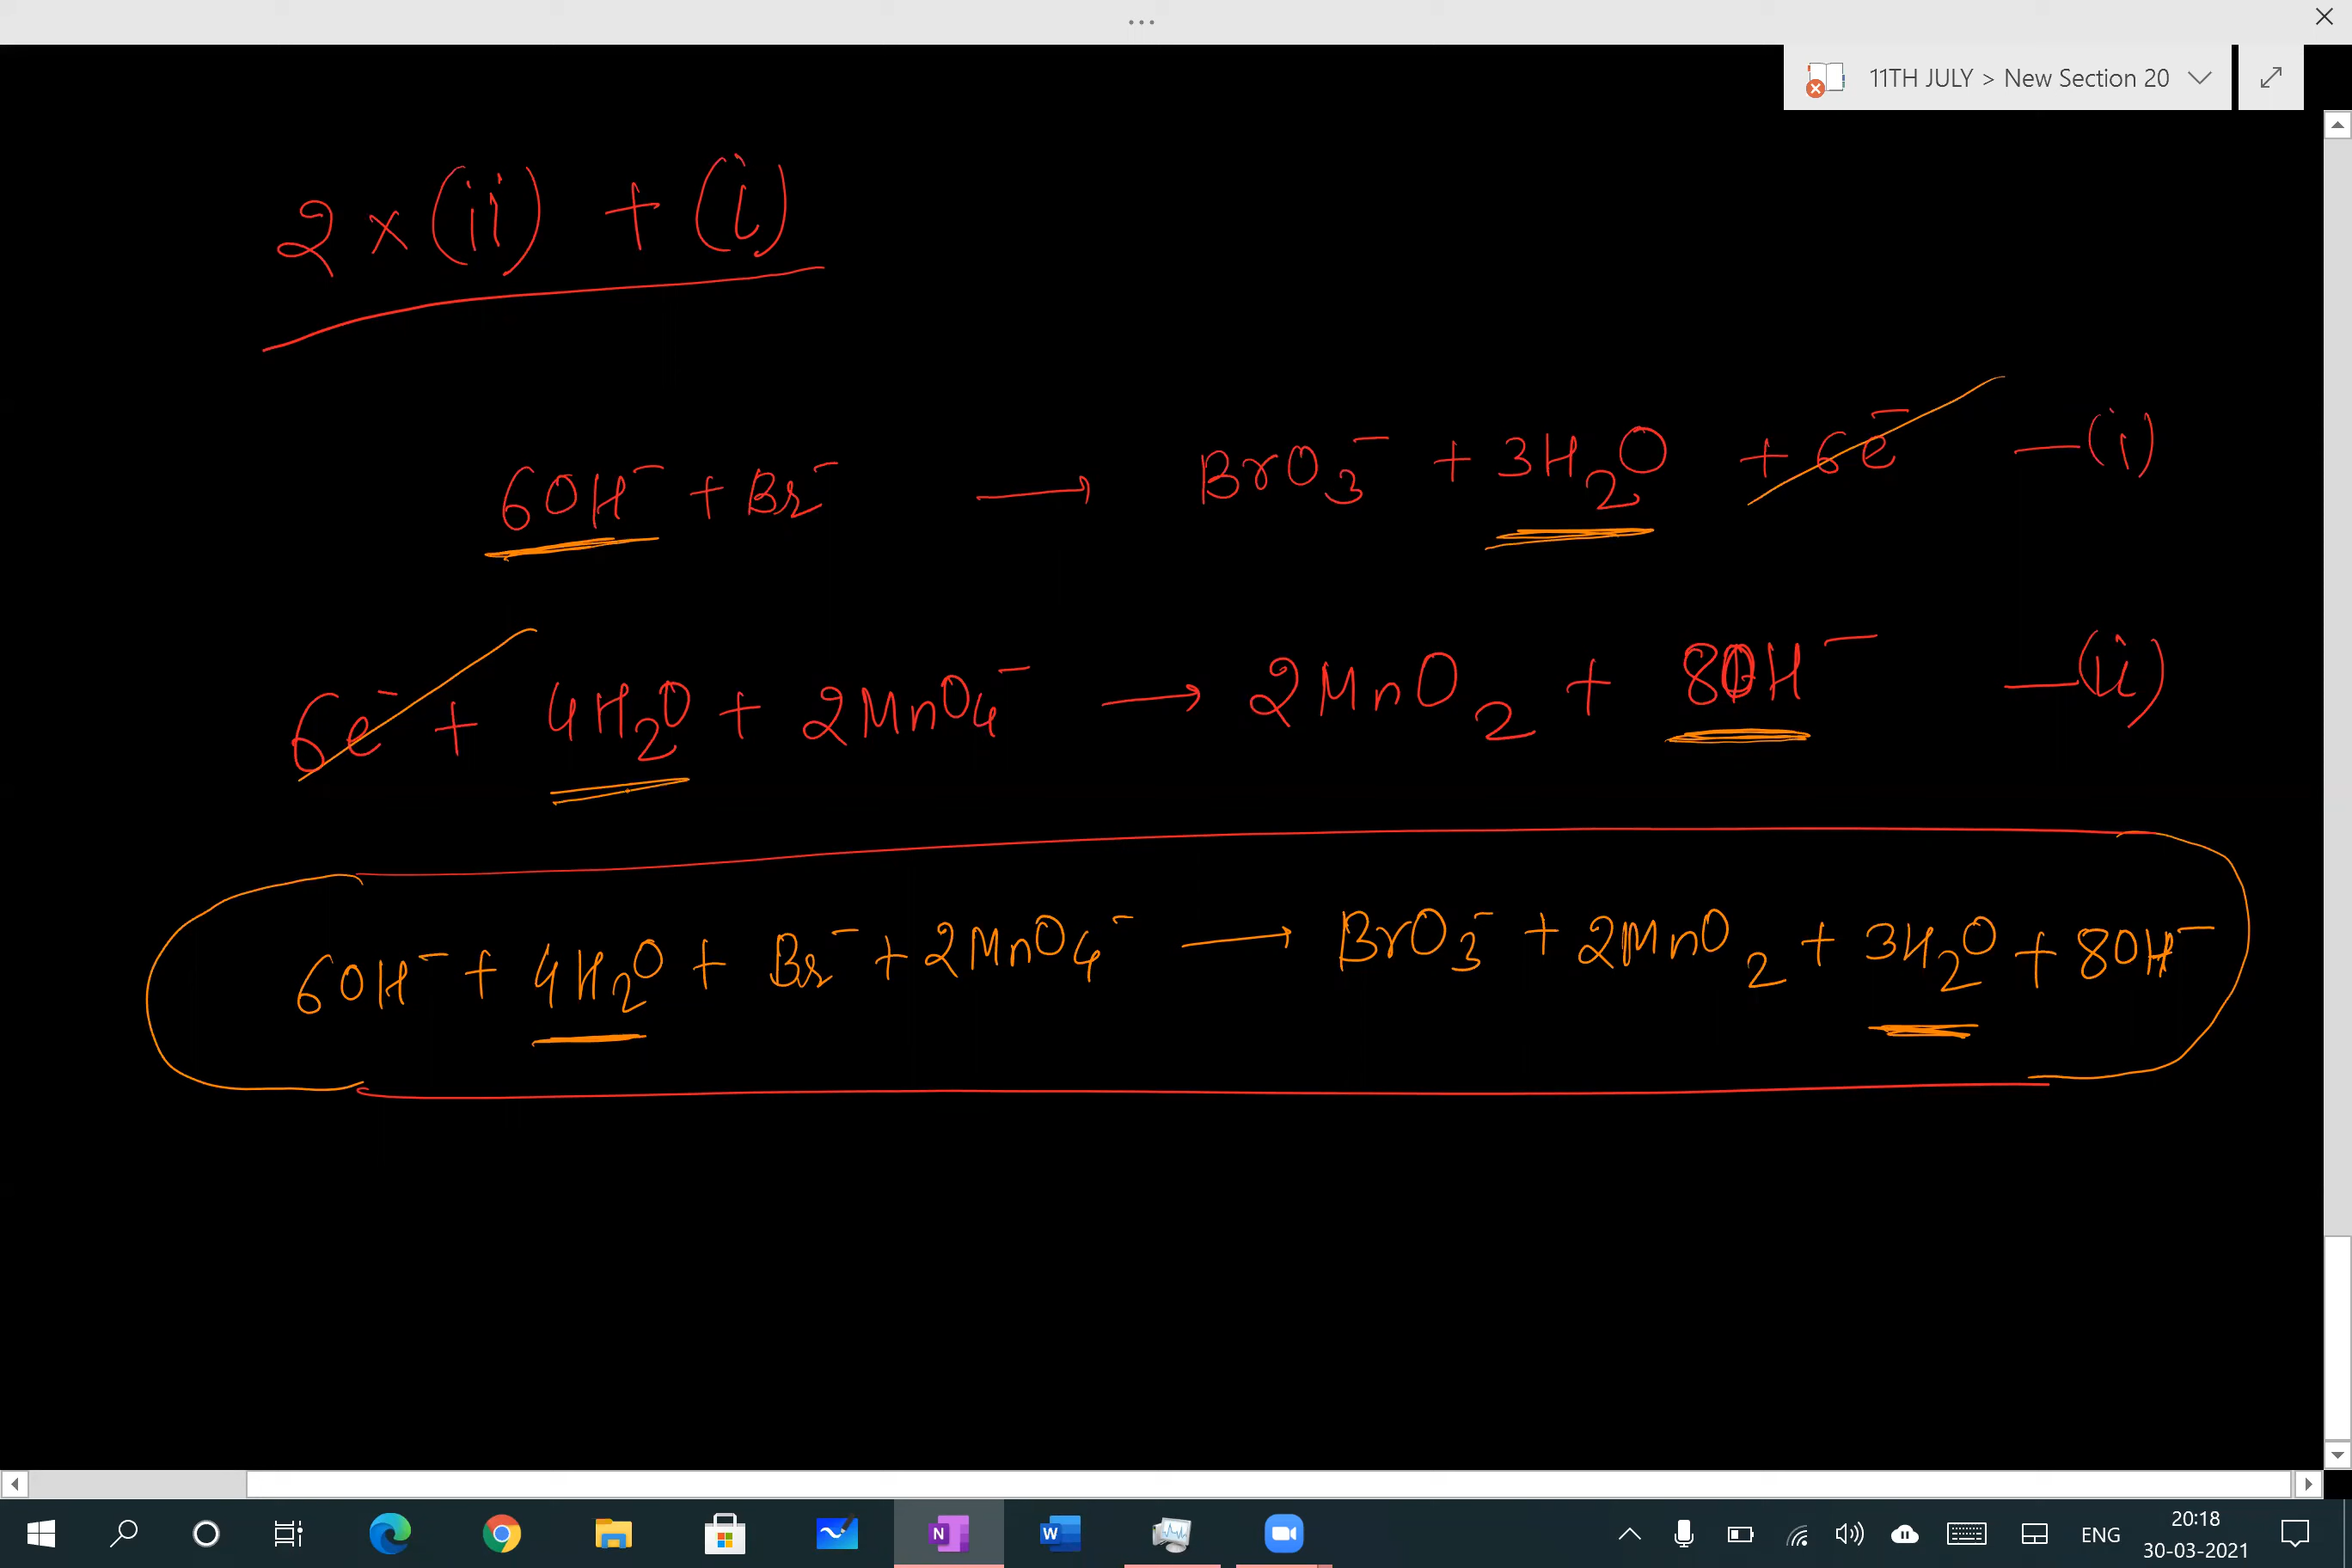 11TH JULY > New Section 20
2 × (ii) + (i)
6OH⁻ + Br⁻ ⟶ BrO₃⁻ + 3H₂O + 6e⁻ —(i)
6e⁻ + 4H₂O + 2MnO₄⁻ ⟶ 2MnO₂ + 8OH⁻ —(ii)
6OH⁻ + 4H₂O + Br⁻ + 2MnO₄⁻ ⟶ BrO₃⁻ + 2MnO₂ + 3H₂O + 8OH⁻
N
W
ENG
20:18
30-03-2021